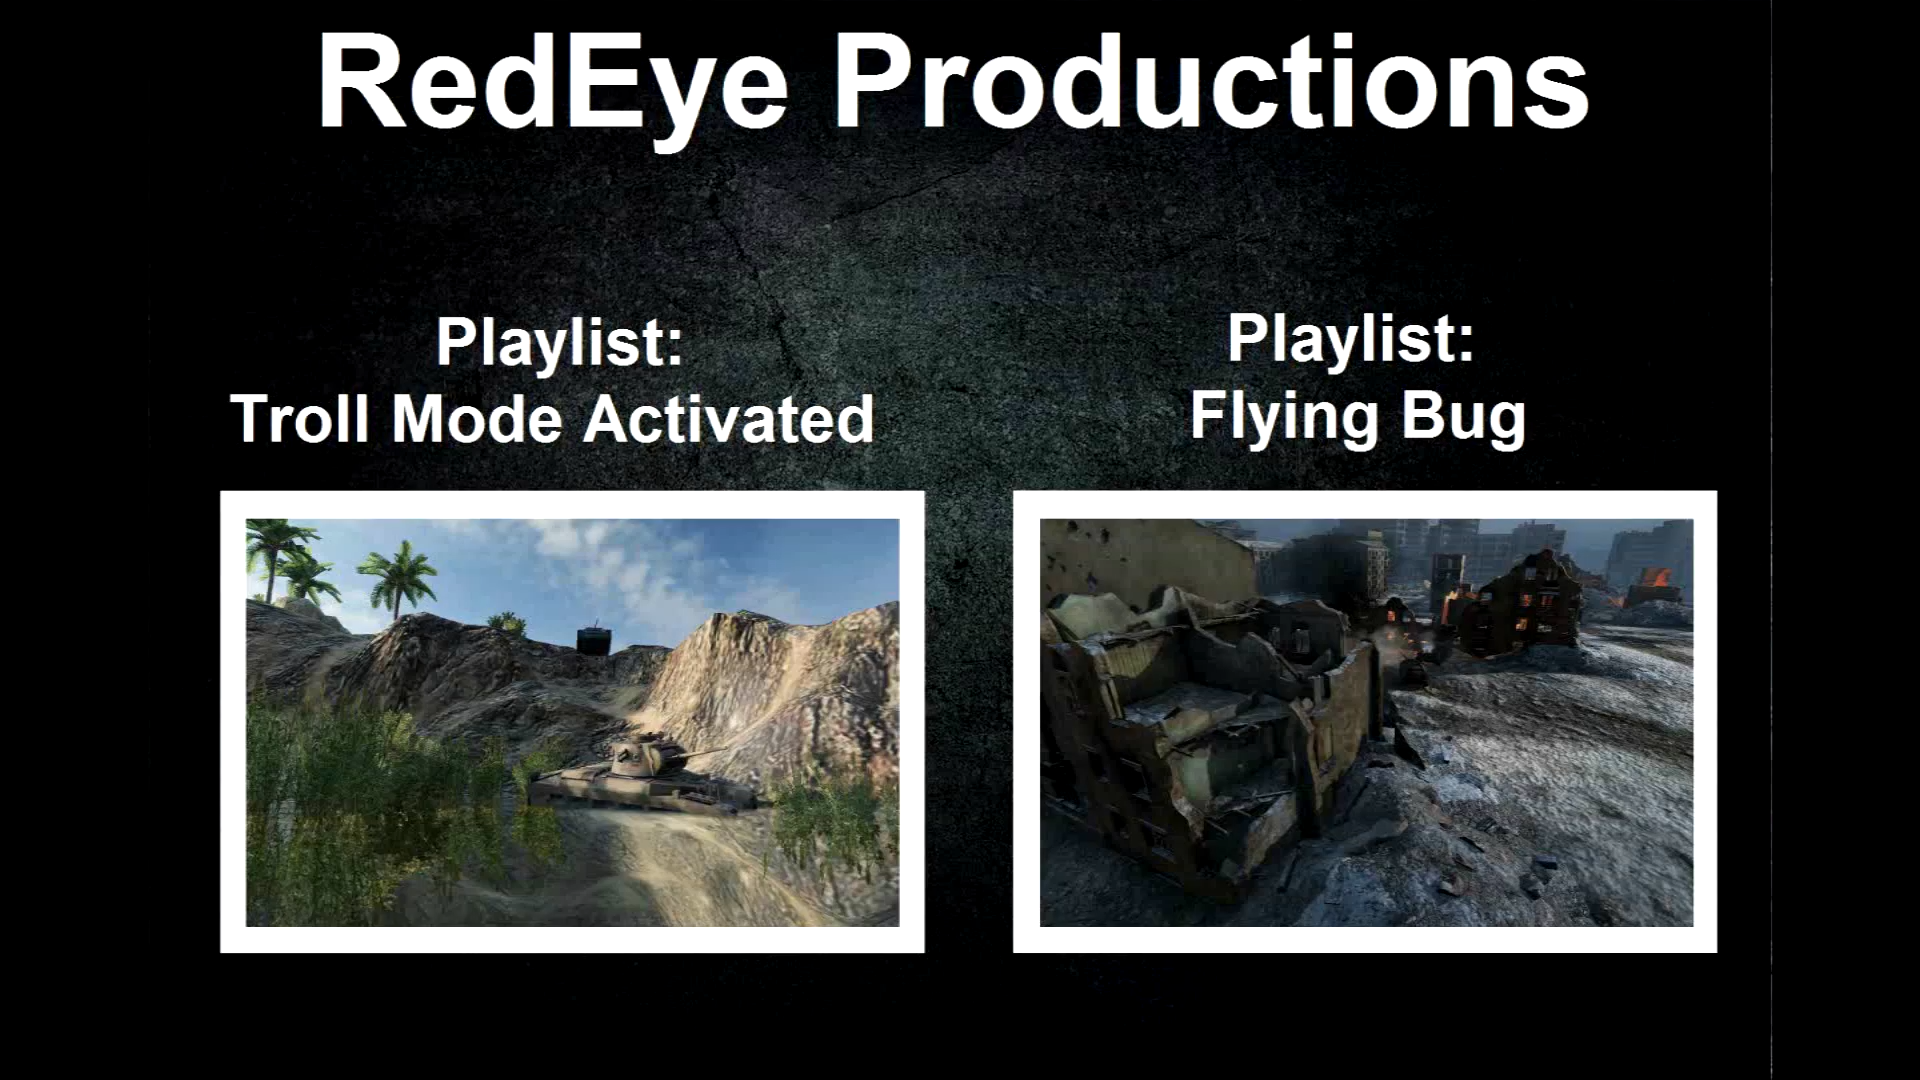 RedEye Productions
Playlist:
Troll Mode Activated
Playlist:
Flying Bug